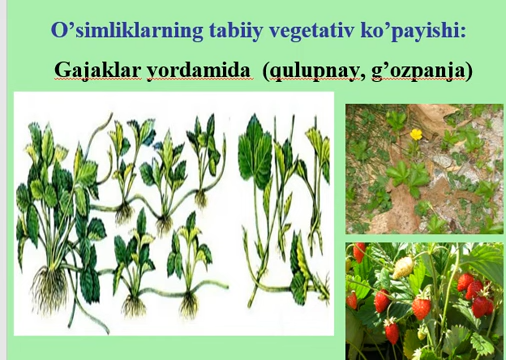 O’simliklarning tabiiy vegetativ ko’payishi:
Gajaklar yordamida (qulupnay, g’ozpanja)